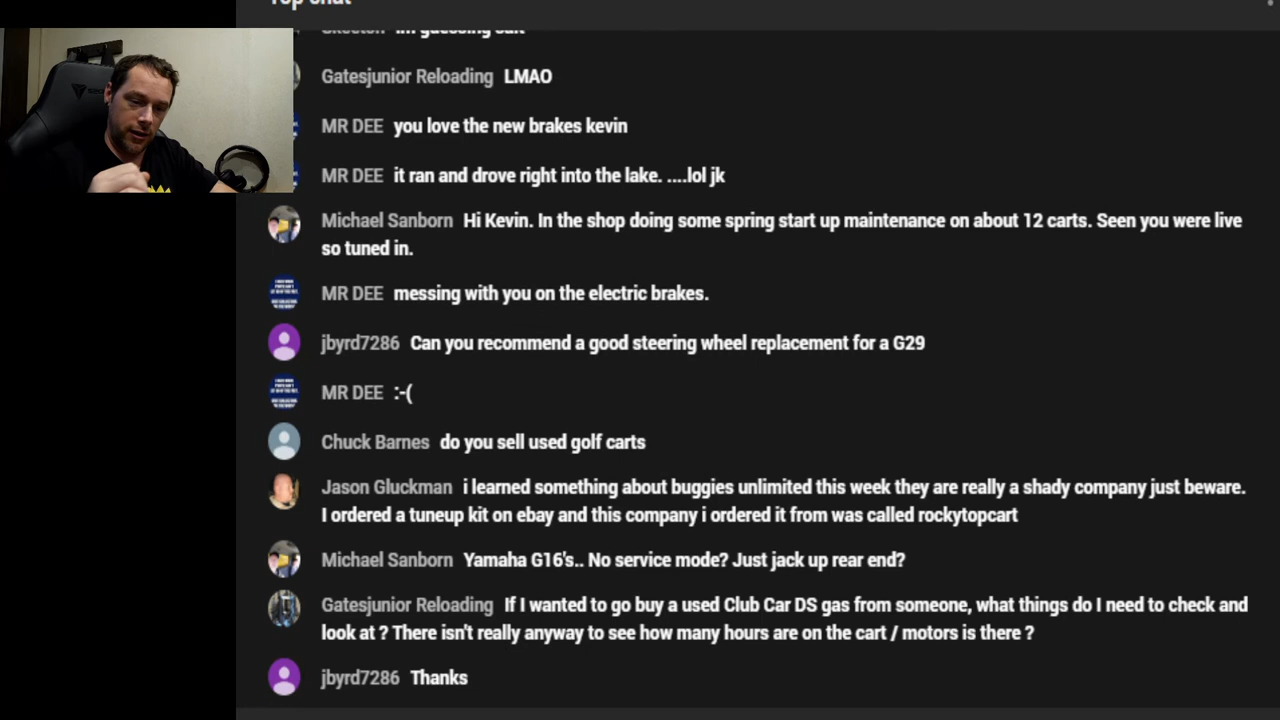 Top chat
Skeeton im guessing salt
Gatesjunior Reloading LMAO
MR DEE you love the new brakes kevin
MR DEE it ran and drove right into the lake. ....lol jk
Michael Sanborn Hi Kevin. In the shop doing some spring start up maintenance on about 12 carts. Seen you were live
so tuned in.
MR DEE messing with you on the electric brakes.
jbyrd7286 Can you recommend a good steering wheel replacement for a G29
MR DEE :-(
Chuck Barnes do you sell used golf carts
Jason Gluckman i learned something about buggies unlimited this week they are really a shady company just beware.
I ordered a tuneup kit on ebay and this company i ordered it from was called rockytopcart
Michael Sanborn Yamaha G16's.. No service mode? Just jack up rear end?
Gatesjunior Reloading If I wanted to go buy a used Club Car DS gas from someone, what things do I need to check and
look at ? There isn't really anyway to see how many hours are on the cart / motors is there ?
jbyrd7286 Thanks